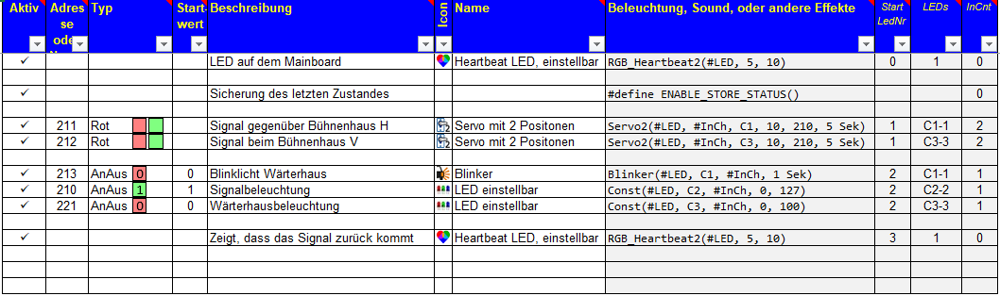 Aktiv Adres se ode Typ Start- wert Beschreibung Icon Name Beleuchtung, Sound, oder andere Effekte Start LedNr LEDs InCnt
✓ LED auf dem Mainboard Heartbeat LED, einstellbar RGB_Heartbeat2(#LED, 5, 10) 0 1 0
✓ Sicherung des letzten Zustandes #define ENABLE_STORE_STATUS() 0
✓ 211 Rot Signal gegenüber Bühnenhaus H Servo mit 2 Positonen Servo2(#LED, #InCh, C1, 10, 210, 5 Sek) 1 C1-1 2
✓ 212 Rot Signal beim Bühnenhaus V Servo mit 2 Positonen Servo2(#LED, #InCh, C3, 10, 210, 5 Sek) 1 C3-3 2
✓ 213 AnAus 0 0 Blinklicht Wärterhaus Blinker Blinker(#LED, C1, #InCh, 1 Sek) 2 C1-1 1
✓ 210 AnAus 1 1 Signalbeleuchtung LED einstellbar Const(#LED, C2, #InCh, 0, 127) 2 C2-2 1
✓ 221 AnAus 0 0 Wärterhausbeleuchtung LED einstellbar Const(#LED, C3, #InCh, 0, 100) 2 C3-3 1
✓ Zeigt, dass das Signal zurück kommt Heartbeat LED, einstellbar RGB_Heartbeat2(#LED, 5, 10) 3 1 0